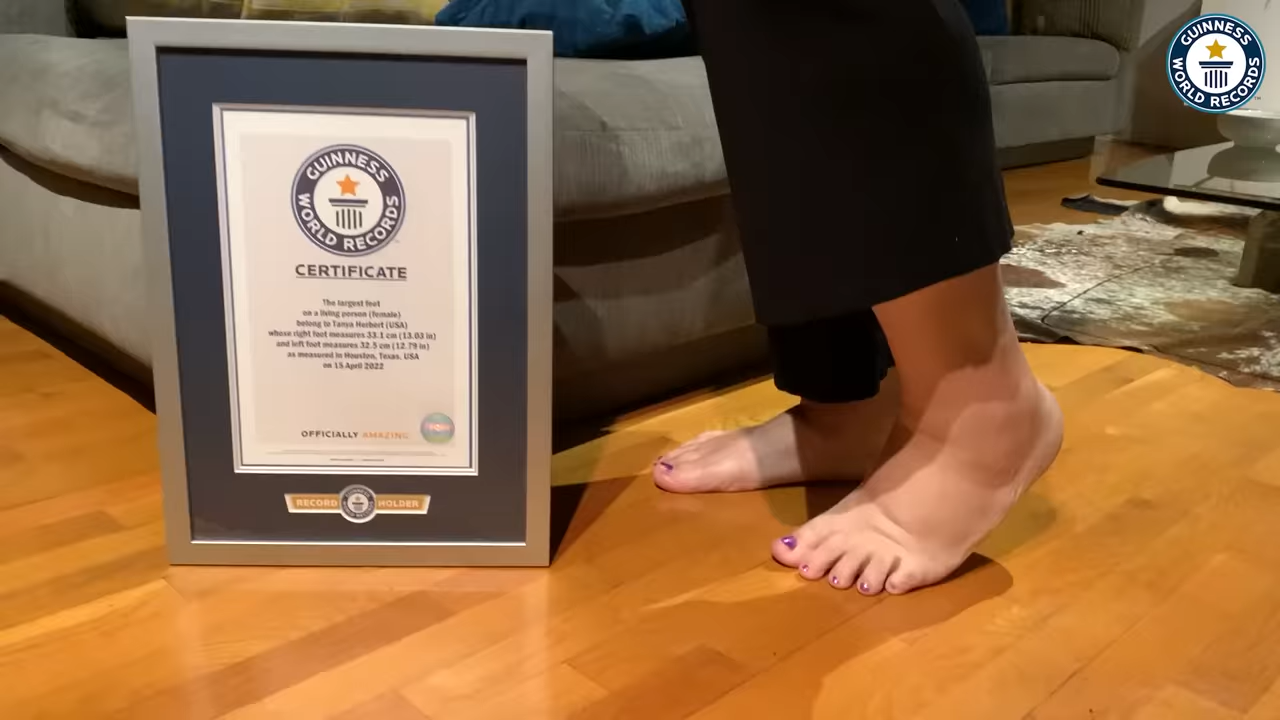 GUINNESS
WORLD RECORDS
CERTIFICATE
The largest feet
on a living person (female)
belong to Tanya Herbert (USA)
whose right foot measures 33.1 cm (13.03 in)
and left foot measures 32.5 cm (12.79 in)
as measured in Houston, Texas, USA
on 15 April 2022
OFFICIALLY AMAZING
RECORD HOLDER
GUINNESS
WORLD RECORDS